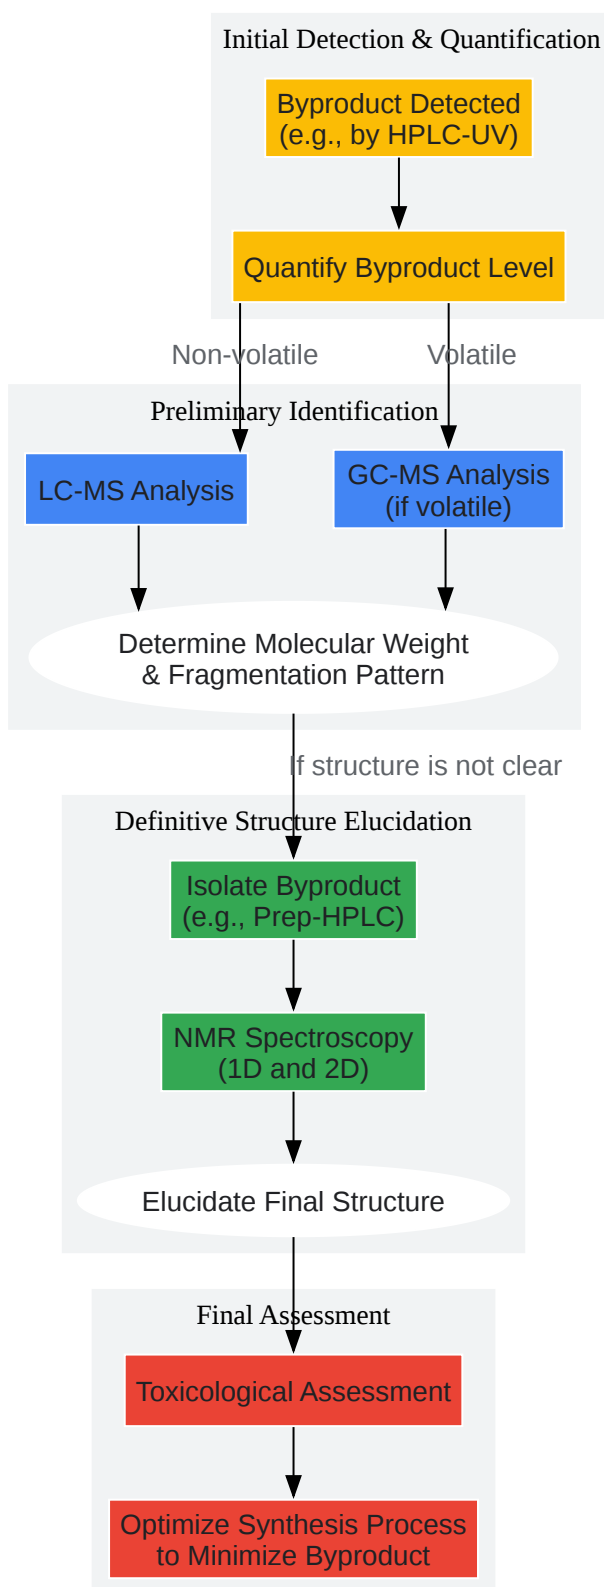 Initial Detection & Quantification
Byproduct Detected
(e.g., by HPLC-UV)
Quantify Byproduct Level
Non-volatile
Volatile
Preliminary Identification
LC-MS Analysis
GC-MS Analysis
(if volatile)
Determine Molecular Weight
& Fragmentation Pattern
If structure is not clear
Definitive Structure Elucidation
Isolate Byproduct
(e.g., Prep-HPLC)
NMR Spectroscopy
(1D and 2D)
Elucidate Final Structure
Final Assessment
Toxicological Assessment
Optimize Synthesis Process
to Minimize Byproduct